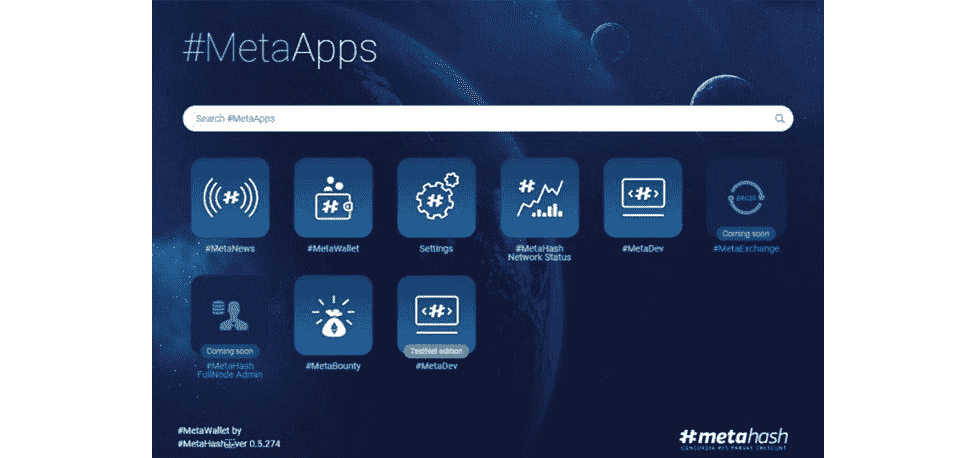 #MetaApps
Search #MetaApps
#MetaNews
#MetaWallet
Settings
#MetaHash
Network Status
#MetaDev
ERC20
Coming soon
#MetaExchange
Coming soon
#MetaHash
FullNode Admin
#MetaBounty
TestNet edition
#MetaDev
#MetaWallet by
#MetaHash ver 0.5.274
#metahash
CONCORDIA RES PARVAE CRESCUNT